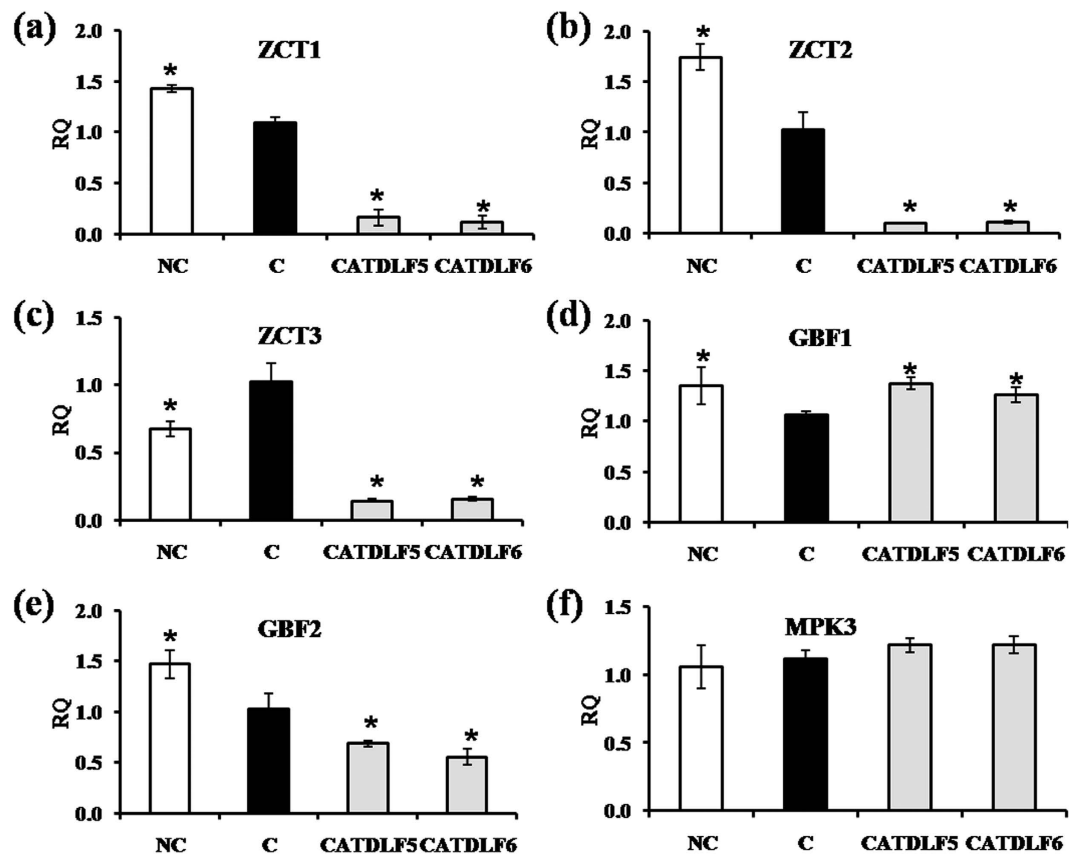 (a)
ZCT1
2.0
1.5
1.0
0.5
0.0
RQ
*
*
*
NC C CATDLF5 CATDLF6
(b)
ZCT2
2.0
1.5
1.0
0.5
0.0
RQ
*
*
*
NC C CATDLF5 CATDLF6
(c)
ZCT3
1.5
1.0
0.5
0.0
RQ
*
*
*
NC C CATDLF5 CATDLF6
(d)
GBF1
2.0
1.5
1.0
0.5
0.0
RQ
*
*
*
NC C CATDLF5 CATDLF6
(e)
GBF2
2.0
1.5
1.0
0.5
0.0
RQ
*
*
*
NC C CATDLF5 CATDLF6
(f)
MPK3
1.5
1.0
0.5
0.0
RQ
NC C CATDLF5 CATDLF6